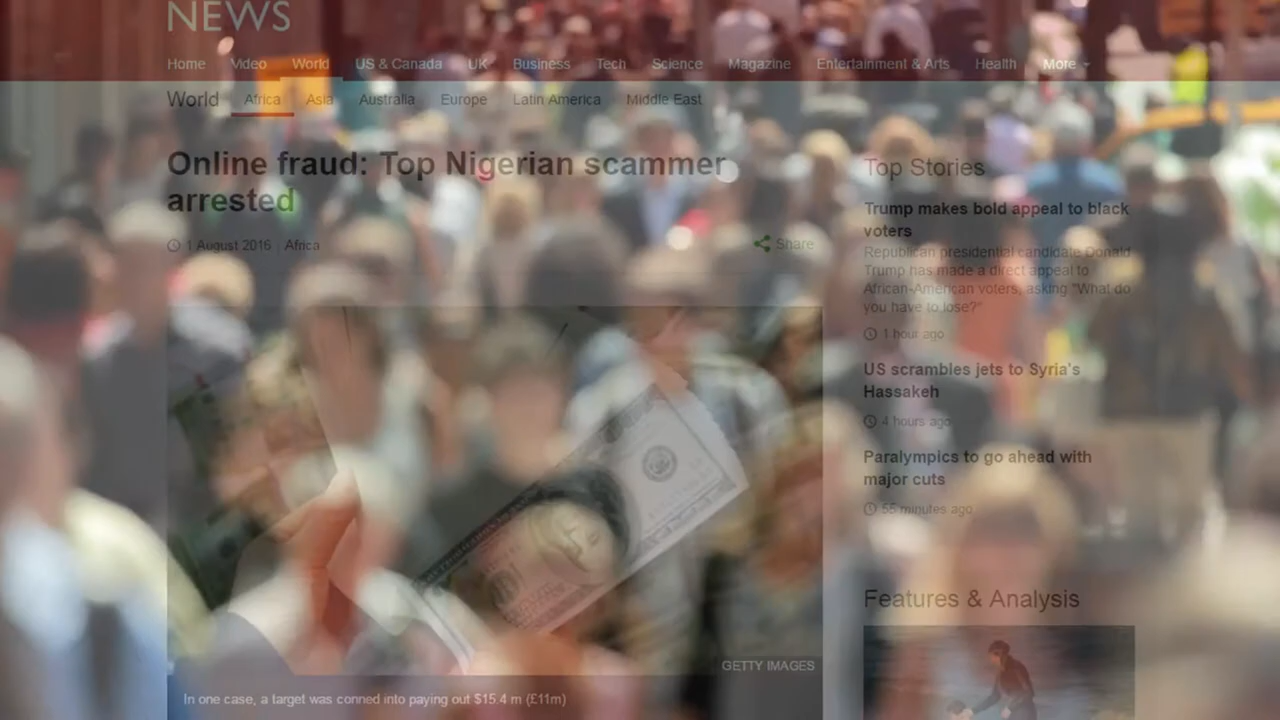 NEWS
Home Video World US & Canada UK Business Tech Science Magazine Entertainment & Arts Health More
World Africa Asia Australia Europe Latin America Middle East
Online fraud: Top Nigerian scammer
arrested
1 August 2016 Africa
Share
GETTY IMAGES
In one case, a target was conned into paying out $15.4 m (£11m)
Top Stories
Trump makes bold appeal to black
voters
Republican presidential candidate Donald
Trump has made a direct appeal to
African-American voters, asking "What do
you have to lose?"
1 hour ago
US scrambles jets to Syria's
Hassakeh
4 hours ago
Paralympics to go ahead with
major cuts
55 minutes ago
Features & Analysis